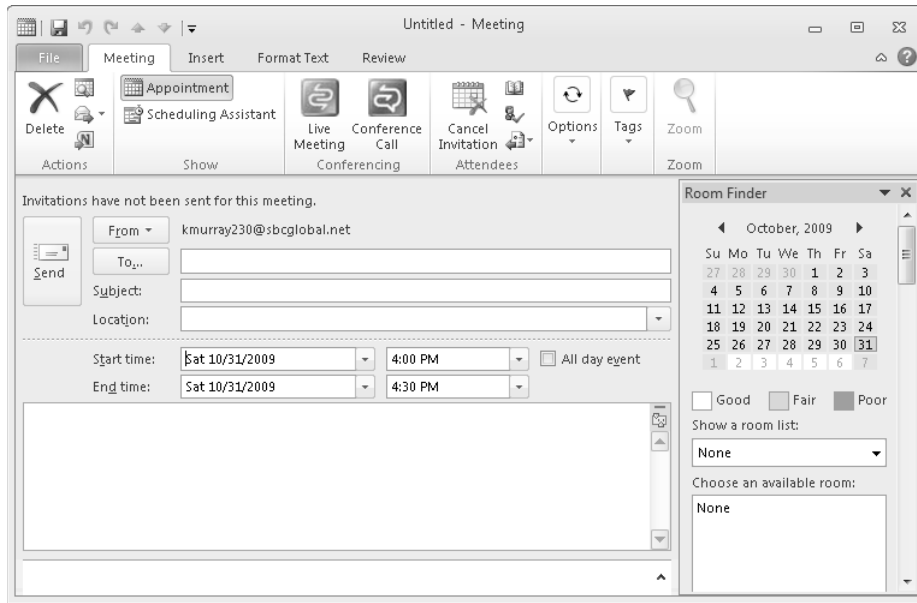 Untitled - Meeting
File Meeting Insert Format Text Review
Delete
Actions
Appointment
Scheduling Assistant
Show
Live Meeting
Conference Call
Conferencing
Cancel Invitation
Attendees
Options
Tags
Zoom
Zoom
Invitations have not been sent for this meeting.
Send
From kmurray230@sbcglobal.net
To...
Subject:
Location:
Start time: Sat 10/31/2009 4:00 PM All day event
End time: Sat 10/31/2009 4:30 PM
Room Finder
October, 2009
Su Mo Tu We Th Fr Sa
27 28 29 30 1 2 3
4 5 6 7 8 9 10
11 12 13 14 15 16 17
18 19 20 21 22 23 24
25 26 27 28 29 30 31
1 2 3 4 5 6 7
Good Fair Poor
Show a room list:
None
Choose an available room:
None